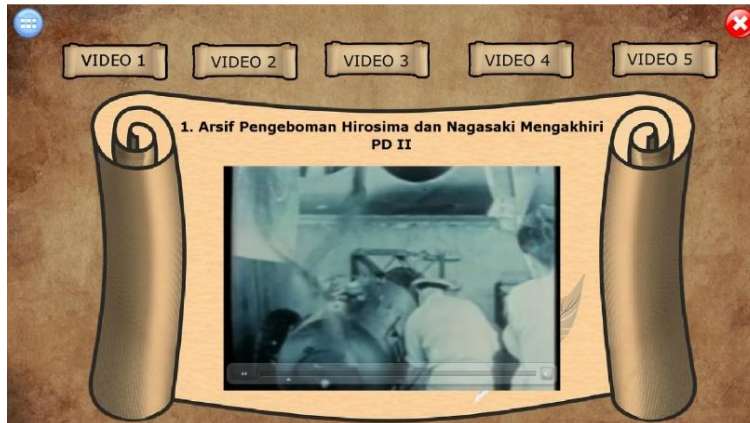 VIDEO 1
VIDEO 2
VIDEO 3
VIDEO 4
VIDEO 5
1. Arsif Pengeboman Hirosima dan Nagasaki Mengakhiri
PD II